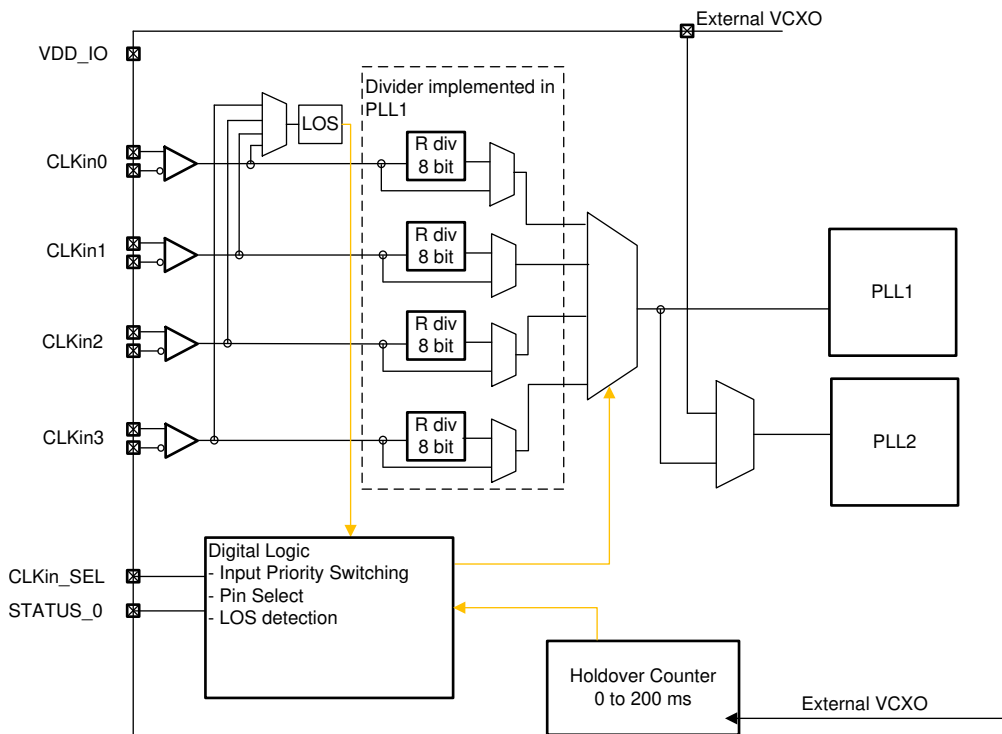 External VCXO
VDD_IO
Divider implemented in
PLL1
LOS
R div
8 bit
CLKin0
R div
8 bit
CLKin1
PLL1
R div
8 bit
CLKin2
R div
8 bit
CLKin3
PLL2
Digital Logic
- Input Priority Switching
- Pin Select
- LOS detection
CLKin_SEL
STATUS_0
Holdover Counter
0 to 200 ms
External VCXO